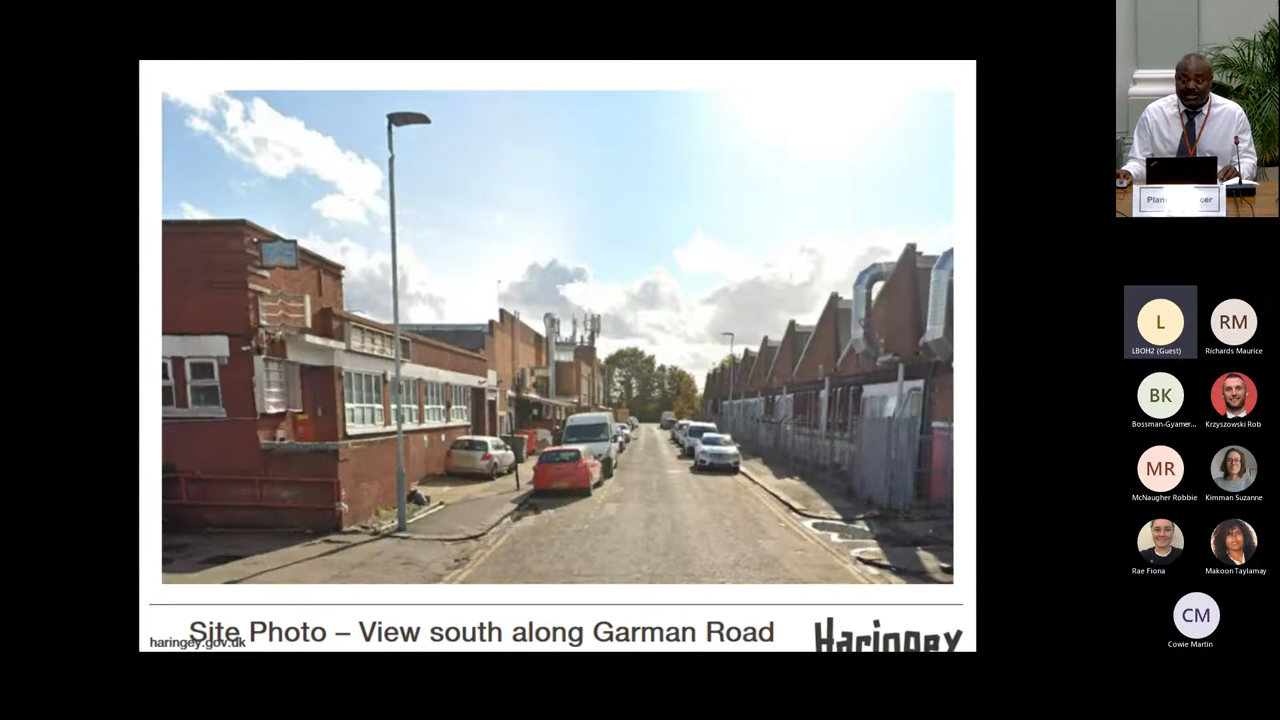 Site Photo – View south along Garman Road
haringey.gov.uk
Haringey
L
LBOH2 (Guest)
RM
Richards Maurice
BK
Bossman-Gyamer...
Krzyszowski Rob
MR
McNaugher Robbie
Kimman Suzanne
Rae Fiona
Makoon Taylamay
CM
Cowie Martin